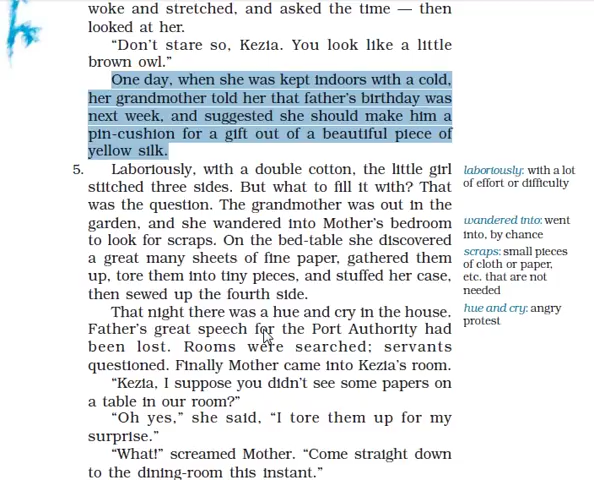 woke and stretched, and asked the time — then
looked at her.
“Don’t stare so, Kezia. You look like a little
brown owl.”
One day, when she was kept indoors with a cold,
her grandmother told her that father’s birthday was
next week, and suggested she should make him a
pin-cushion for a gift out of a beautiful piece of
yellow silk.
5. Laboriously, with a double cotton, the little girl
stitched three sides. But what to fill it with? That
was the question. The grandmother was out in the
garden, and she wandered into Mother’s bedroom
to look for scraps. On the bed-table she discovered
a great many sheets of fine paper, gathered them
up, tore them into tiny pieces, and stuffed her case,
then sewed up the fourth side.
That night there was a hue and cry in the house.
Father’s great speech for the Port Authority had
been lost. Rooms were searched; servants
questioned. Finally Mother came into Kezia’s room.
“Kezia, I suppose you didn’t see some papers on
a table in our room?”
“Oh yes,” she said, “I tore them up for my
surprise.”
“What!” screamed Mother. “Come straight down
to the dining-room this instant.”
laboriously: with a lot
of effort or difficulty
wandered into: went
into, by chance
scraps: small pieces
of cloth or paper,
etc. that are not
needed
hue and cry: angry
protest